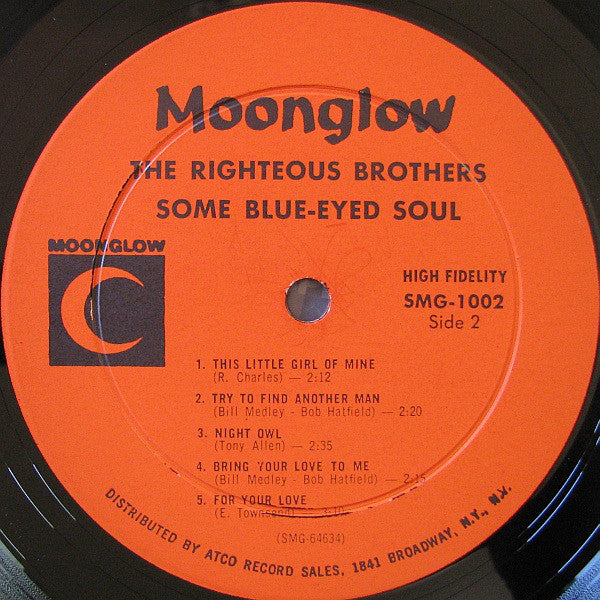 Moonglow
THE RIGHTEOUS BROTHERS
SOME BLUE-EYED SOUL
MOONGLOW
HIGH FIDELITY
SMG-1002
Side 2
1. THIS LITTLE GIRL OF MINE
(R. Charles) — 2:12
2. TRY TO FIND ANOTHER MAN
(Bill Medley - Bob Hatfield) — 2:20
3. NIGHT OWL
(Tony Allen) — 2:35
4. BRING YOUR LOVE TO ME
(Bill Medley - Bob Hatfield) — 2:15
5. FOR YOUR LOVE
(E. Townsend) —
(SMG-64634)
DISTRIBUTED BY ATCO RECORD SALES, 1841 BROADWAY, N.Y., N.Y.